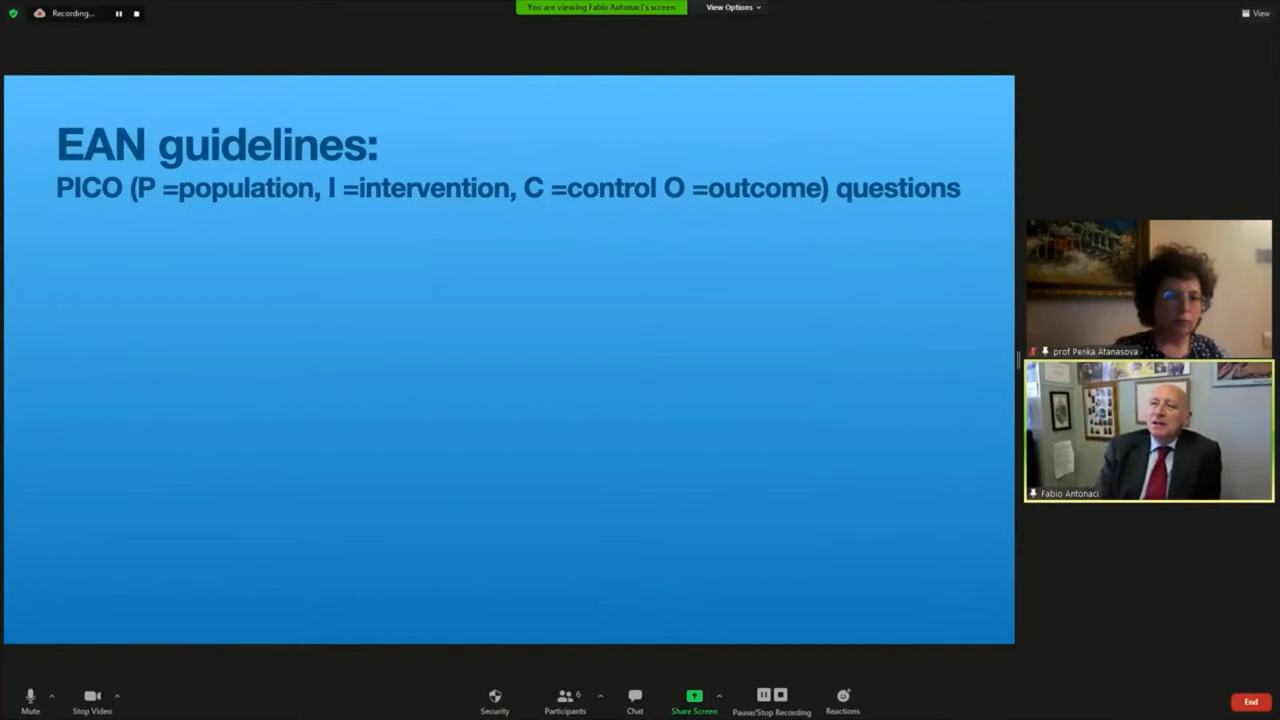 Recording...
You are viewing Fabio Antonaci's screen
View Options
View
EAN guidelines:
PICO (P =population, I =intervention, C =control O =outcome) questions
prof Penka Atanasova
Fabio Antonaci
Mute
Stop Video
Security
Participants
6
Chat
Share Screen
Pause/Stop Recording
Reactions
End